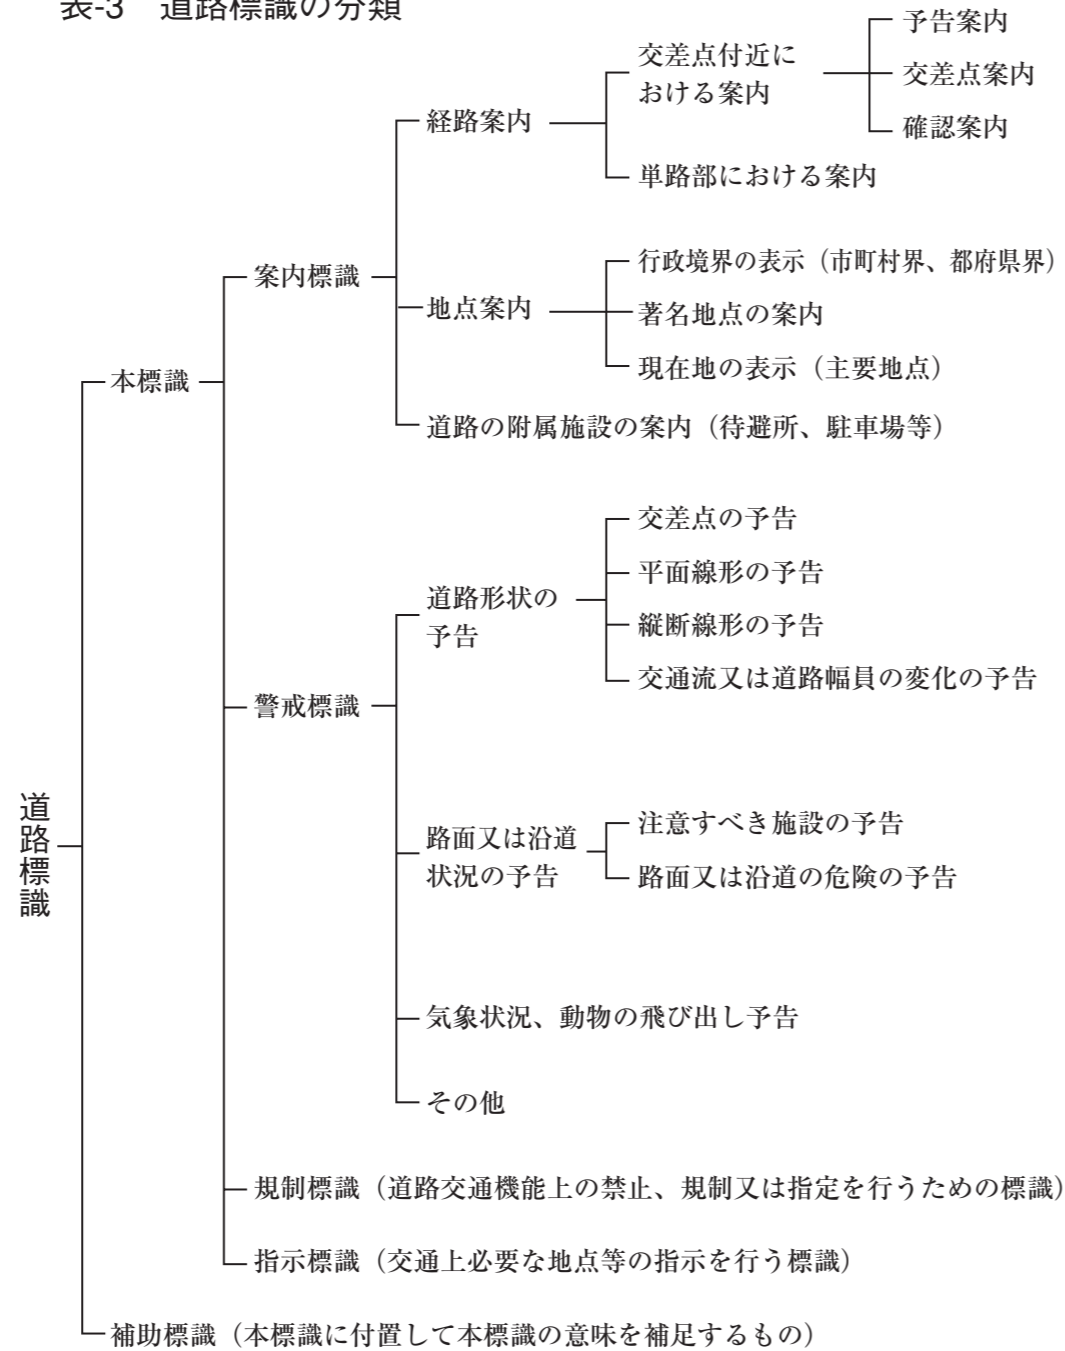 表-3 道路標識の分類
道路標識
本標識
案内標識
経路案内
交差点付近に
おける案内
予告案内
交差点案内
確認案内
単路部における案内
地点案内
行政境界の表示（市町村界、都府県界）
著名地点の案内
現在地の表示（主要地点）
道路の附属施設の案内（待避所、駐車場等）
警戒標識
道路形状の
予告
交差点の予告
平面線形の予告
縦断線形の予告
交通流又は道路幅員の変化の予告
路面又は沿道
状況の予告
注意すべき施設の予告
路面又は沿道の危険の予告
気象状況、動物の飛び出し予告
その他
規制標識（道路交通機能上の禁止、規制又は指定を行うための標識）
指示標識（交通上必要な地点等の指示を行う標識）
補助標識（本標識に付置して本標識の意味を補足するもの）